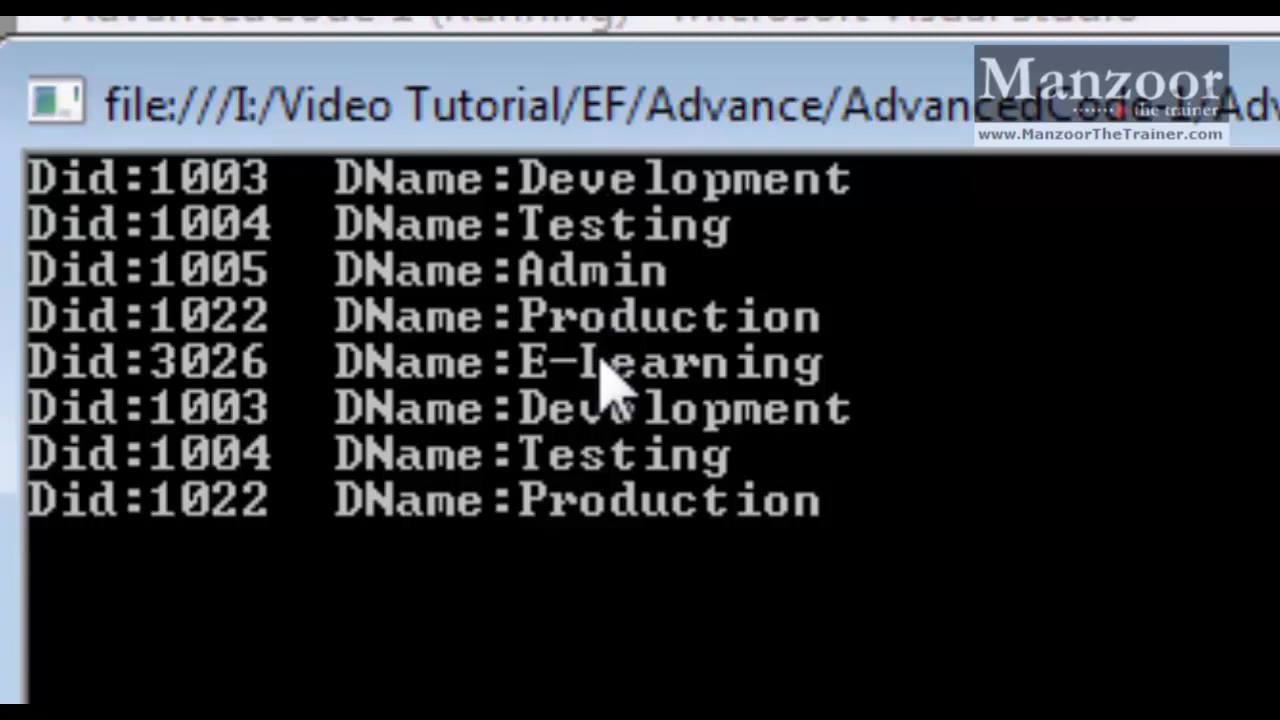 Manzoor
the trainer
www.ManzoorTheTrainer.com
file:///I:/Video Tutorial/EF/Advance/
Did:1003 DName:Development
Did:1004 DName:Testing
Did:1005 DName:Admin
Did:1022 DName:Production
Did:3026 DName:E-Learning
Did:1003 DName:Development
Did:1004 DName:Testing
Did:1022 DName:Production